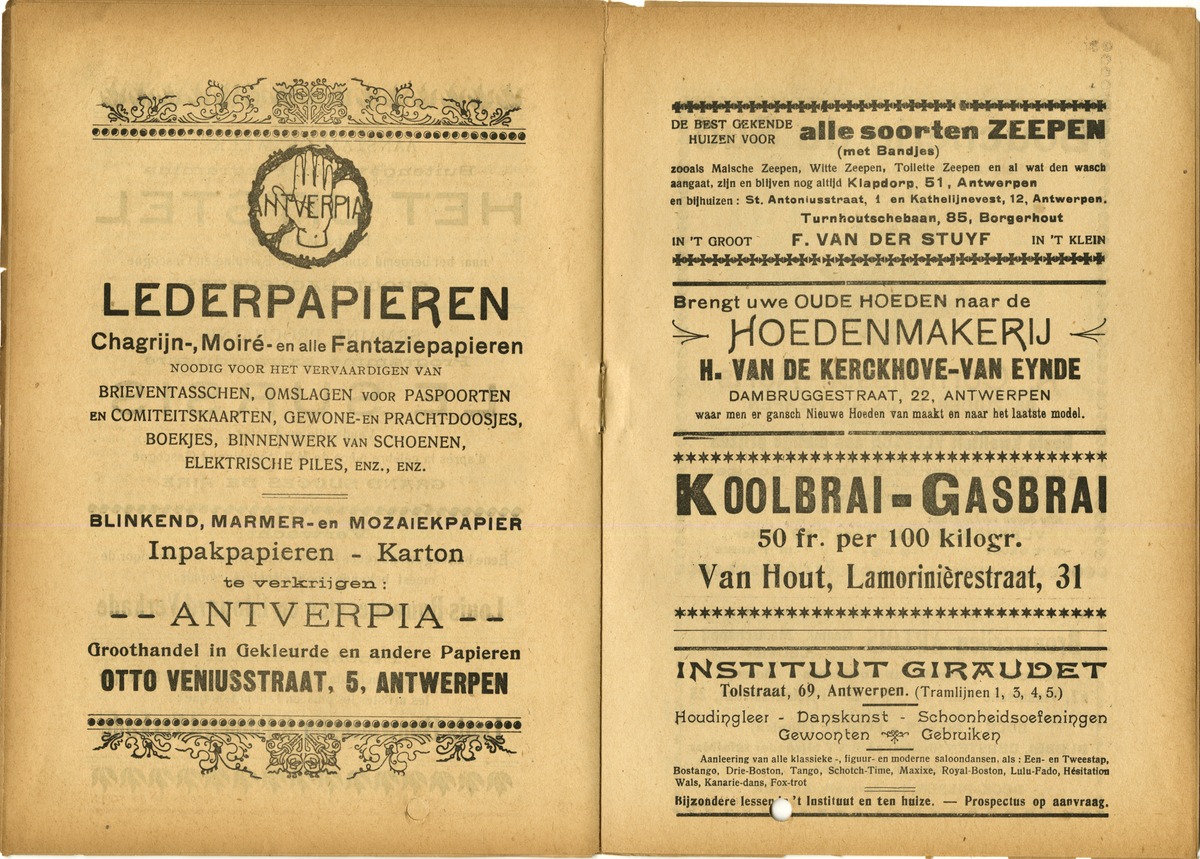 ANTVERPIA
LEDERPAPIEREN
Chagrijn-, Moiré- en alle Fantaziepapieren
NOODIG VOOR HET VERVAARDIGEN VAN
BRIEVENTASSCHEN, OMSLAGEN VOOR PASPOORTEN
EN COMITEITSKAARTEN, GEWONE- EN PRACHTDOOSJES,
BOEKJES, BINNENWERK VAN SCHOENEN,
ELEKTRISCHE PILES, ENZ., ENZ.
BLINKEND, MARMER- en MOZAIEKPAPIER
Inpakpapieren - Karton
te verkrijgen:
-- ANTVERPIA --
Groothandel in Gekleurde en andere Papieren
OTTO VENIUSSTRAAT, 5, ANTWERPEN
DE BEST GEKENDE HUIZEN VOOR alle soorten ZEEPEN
(met Bandjes)
zooals Malsche Zeepen, Witte Zeepen, Toilette Zeepen en al wat den wasch
aangaat, zijn en blijven nog altijd Klapdorp, 51, Antwerpen
en bijhuizen: St. Antoniusstraat, 1 en Kathelijnevest, 12, Antwerpen.
Turnhoutschebaan, 85, Borgerhout
IN 'T GROOT F. VAN DER STUYF IN 'T KLEIN
Brengt uwe OUDE HOEDEN naar de
HOEDENMAKERIJ
H. VAN DE KERCKHOVE-VAN EYNDE
DAMBRUGGESTRAAT, 22, ANTWERPEN
waar men er gansch Nieuwe Hoeden van maakt en naar het laatste model.
KOOLBRAI - GASBRAI
50 fr. per 100 kilogr.
Van Hout, Lamorinièrestraat, 31
INSTITUUT GIRAUDET
Tolstraat, 69, Antwerpen. (Tramlijnen 1, 3, 4, 5.)
Houdingleer - Danskunst - Schoonheidsoefeningen
Gewoonten Gebruiken
Aanleering van alle klassieke-, figuur- en moderne saloondansen, als: Een- en Tweestap,
Bostango, Drie-Boston, Tango, Schotch-Time, Maxixe, Royal-Boston, Lulu-Fado, Hésitation
Wals, Kanarie-dans, Fox-trot
Bijzondere lessen 't Instituut en ten huize. — Prospectus op aanvraag.